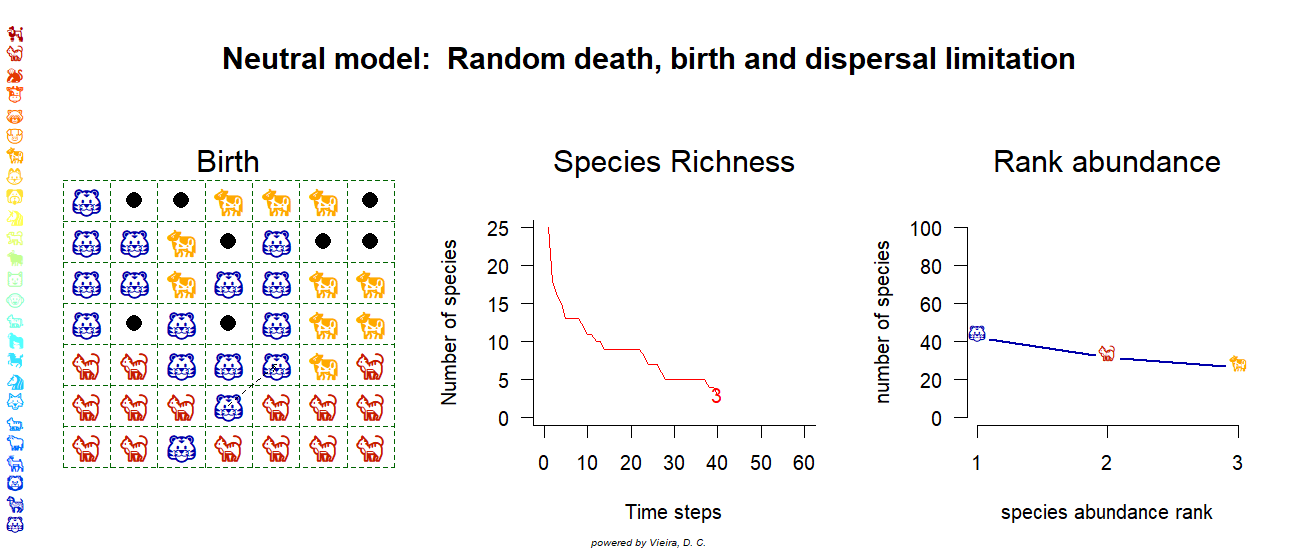 Neutral model:  Random death, birth and dispersal limitation
Birth
Species Richness
Number of species
25
20
15
10
5
0
3
0 10 20 30 40 50 60
Time steps
Rank abundance
number of species
100
80
60
40
20
0
1 2 3
species abundance rank
powered by Vieira, D. C.